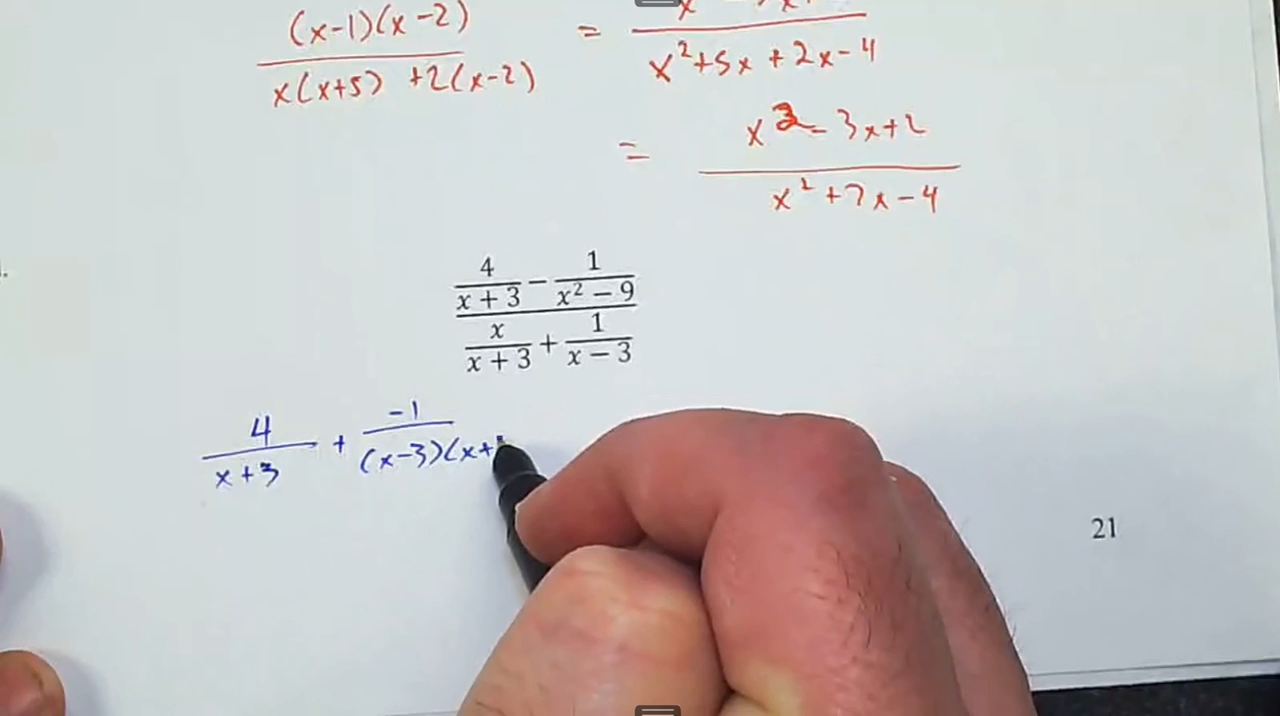 (x-1)(x-2)
x(x+5) +2(x-2)
=
x²+5x+2x-4
=
x² - 3x+2
x²+7x-4
4/(x + 3) − 1/(x² − 9)
x/(x + 3) + 1/(x − 3)
4/(x+3) + -1/(x-3)(x+
21